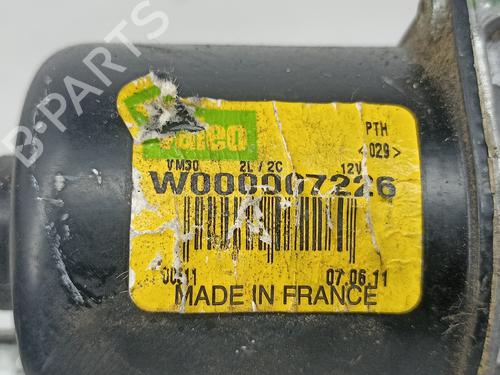 B-PARTS
Valeo
PTH
<029>
VM30 2L/2C 12V
W000007226
07.06.11
MADE IN FRANCE